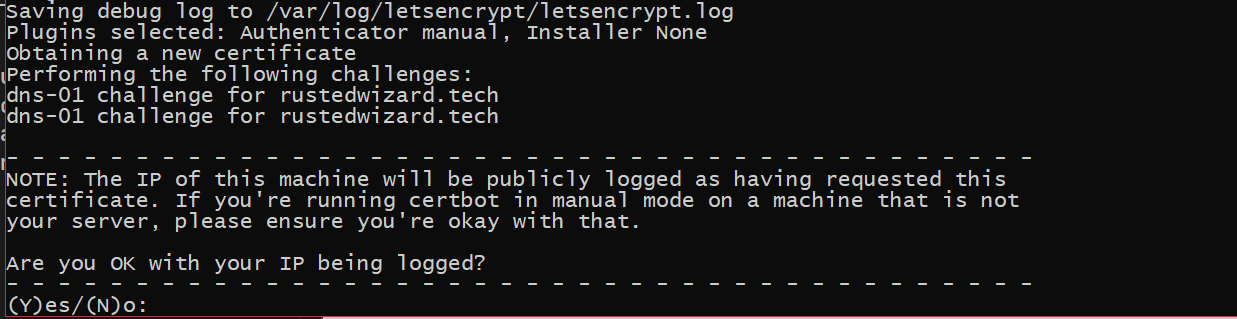 Saving debug log to /var/log/letsencrypt/letsencrypt.log
Plugins selected: Authenticator manual, Installer None
Obtaining a new certificate
Performing the following challenges:
dns-01 challenge for rustedwizard.tech
dns-01 challenge for rustedwizard.tech
- - - - - - - - - - - - - - - - - - - - - - - - - - - - - - - - - - - - - - - -
NOTE: The IP of this machine will be publicly logged as having requested this
certificate. If you're running certbot in manual mode on a machine that is not
your server, please ensure you're okay with that.
Are you OK with your IP being logged?
- - - - - - - - - - - - - - - - - - - - - - - - - - - - - - - - - - - - - - - -
(Y)es/(N)o: